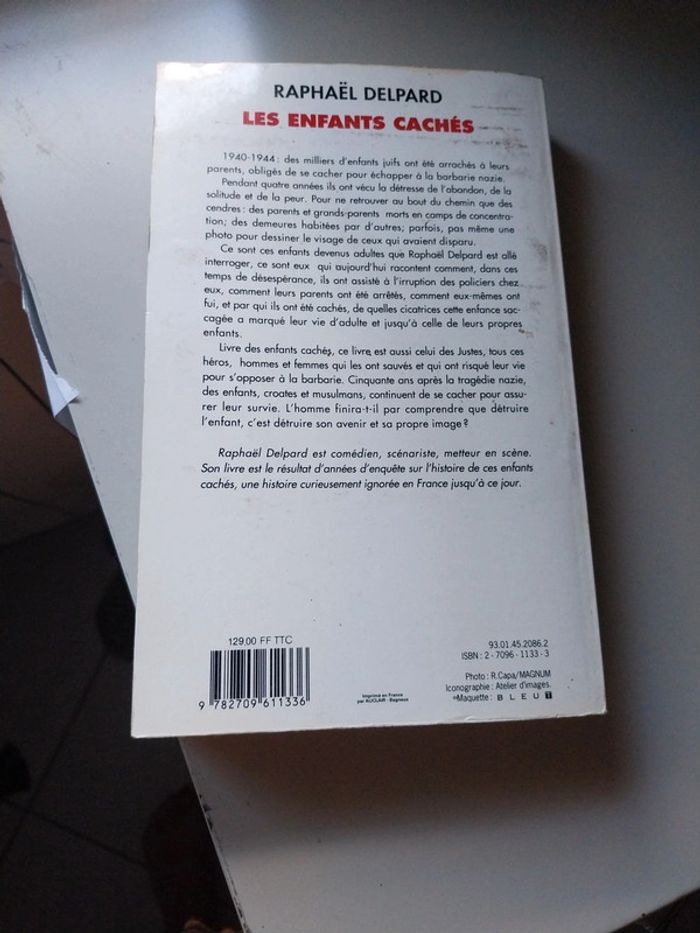 RAPHAËL DELPARD
LES ENFANTS CACHÉS
1940-1944 : des milliers d'enfants juifs ont été arrachés à leurs
parents, obligés de se cacher pour échapper à la barbarie nazie.
Pendant quatre années ils ont vécu la détresse de l'abandon, de la
solitude et de la peur. Pour ne retrouver au bout du chemin que des
cendres : des parents et grands-parents morts en camps de concentra-
tion; des demeures habitées par d'autres; parfois, pas même une
photo pour dessiner le visage de ceux qui avaient disparu.
Ce sont ces enfants devenus adultes que Raphaël Delpard est allé
interroger, ce sont eux qui aujourd'hui racontent comment, dans ces
temps de désespérance, ils ont assisté à l'irruption des policiers chez
eux, comment leurs parents ont été arrêtés, comment eux-mêmes ont
fui, et par qui ils ont été cachés, de quelles cicatrices cette enfance sac-
cagée a marqué leur vie d'adulte et jusqu'à celle de leurs propres
enfants.
Livre des enfants cachés, ce livre est aussi celui des Justes, tous ces
héros, hommes et femmes qui les ont sauvés et qui ont risqué leur vie
pour s'opposer à la barbarie. Cinquante ans après la tragédie nazie,
des enfants, croates et musulmans, continuent de se cacher pour assu-
rer leur survie. L'homme finira-t-il par comprendre que détruire
l'enfant, c'est détruire son avenir et sa propre image ?
Raphaël Delpard est comédien, scénariste, metteur en scène.
Son livre est le résultat d'années d'enquête sur l'histoire de ces enfants
cachés, une histoire curieusement ignorée en France jusqu'à ce jour.
129.00 FF TTC
9 782709 611336
Imprimé en France
par AUCLAIR - Bagneux
93.01.45.2086.2
ISBN : 2 - 7096 - 1133 - 3
Photo : R.Capa/MAGNUM
Iconographie : Atelier d'images.
Maquette : BLEUT